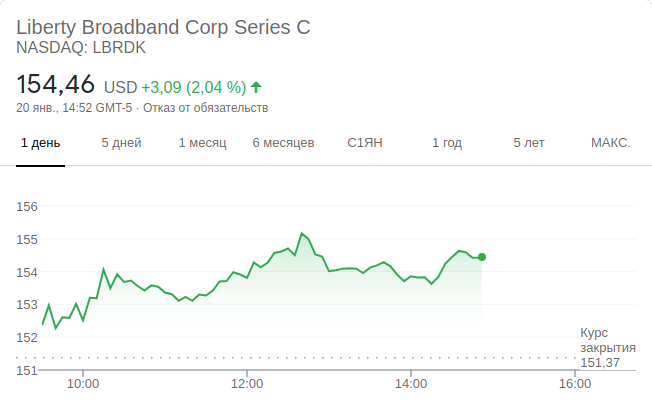 Liberty Broadband Corp Series C
NASDAQ: LBRDK
154,46 USD +3,09 (2,04 %)
20 янв., 14:52 GMT-5 · Отказ от обязательств
1 день 5 дней 1 месяц 6 месяцев С1ЯН 1 год 5 лет МАКС.
156
155
154
153
152
151
Курс
закрытия
151,37
10:00 12:00 14:00 16:00